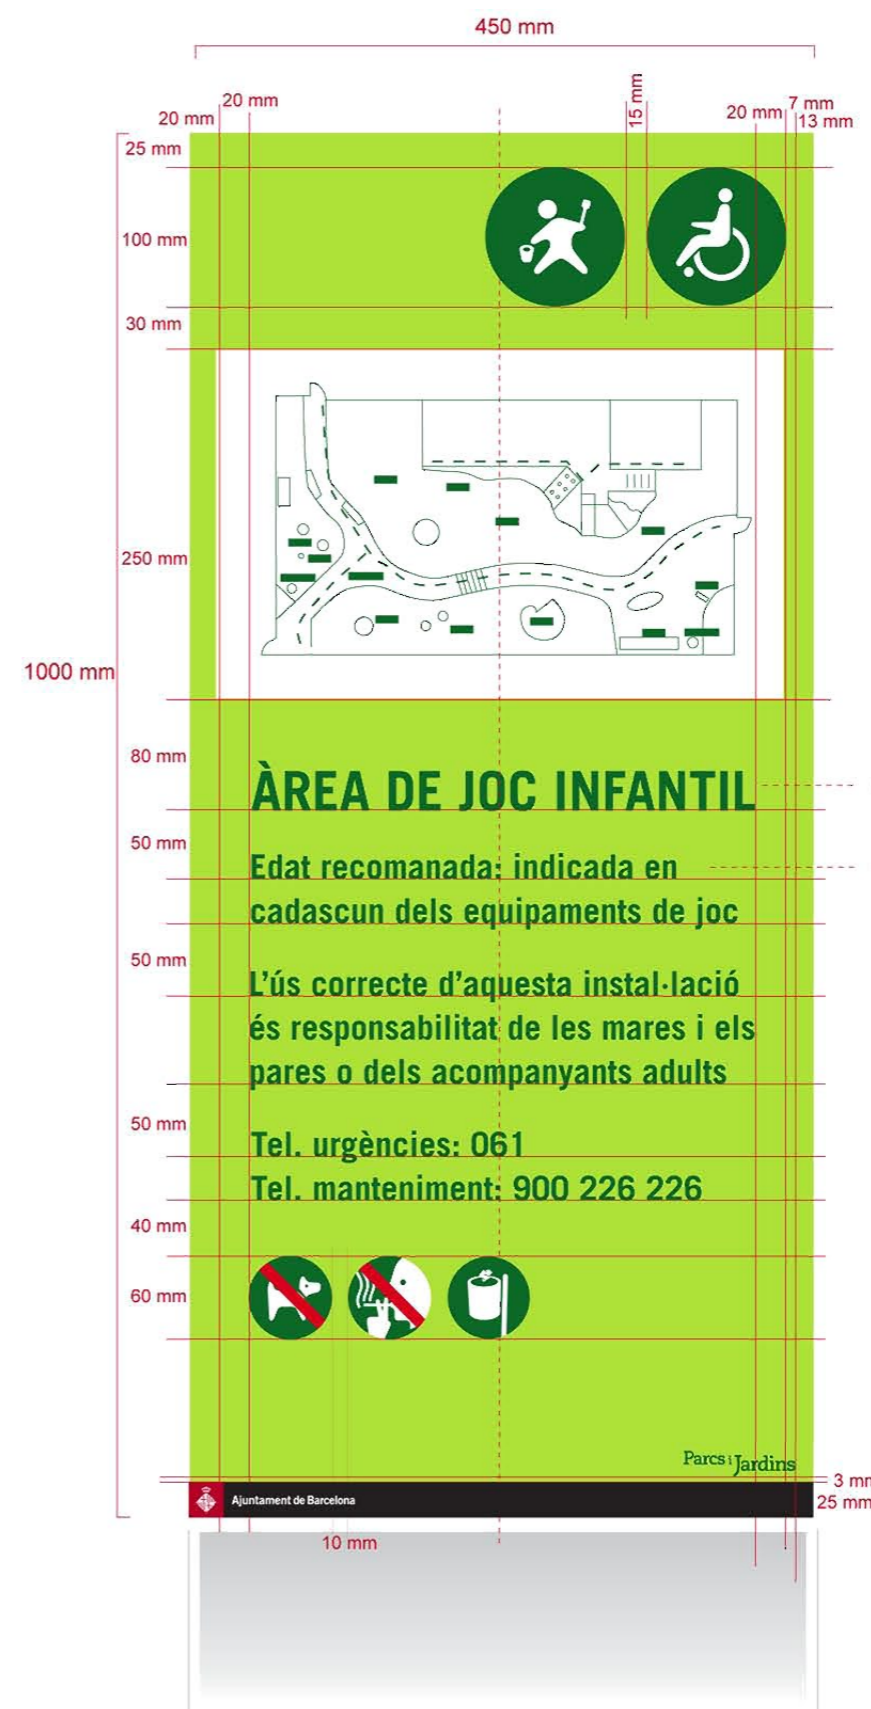 450 mm
20 mm
20 mm
15 mm
20 mm
7 mm
13 mm
25 mm
100 mm
30 mm
250 mm
1000 mm
80 mm
ÀREA DE JOC INFANTIL
50 mm
Edat recomanada: indicada en
cadascun dels equipaments de joc
50 mm
L'ús correcte d'aquesta instal·lació
és responsabilitat de les mares i els
pares o dels acompanyants adults
50 mm
Tel. urgències: 061
Tel. manteniment: 900 226 226
40 mm
60 mm
Parcs i Jardins
3 mm
Ajuntament de Barcelona
25 mm
10 mm